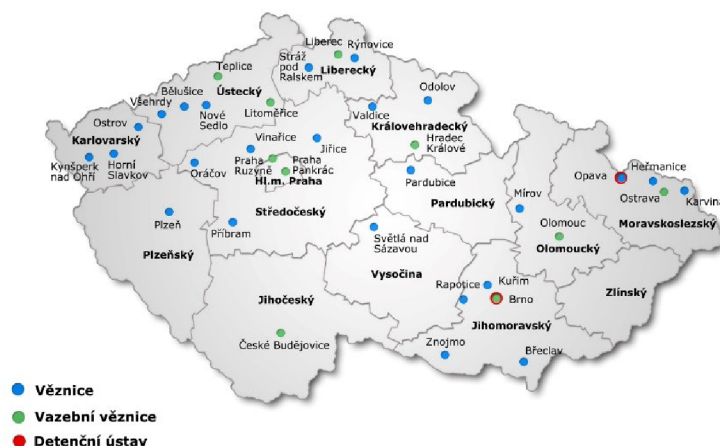 Liberec
Rýnovice
Stráž
pod
Ralskem
Liberecký
Teplice
Ústecký
Bělušice
Všehrdy
Nové
Sedlo
Litoměřice
Ostrov
Karlovarský
Kynšperk
nad Ohří
Horní
Slavkov
Odolov
Valdice
Královehradecký
Hradec
Králové
Vinařice
Jiřice
Praha
Ruzyně
Praha
Pankrác
Hl.m. Praha
Oráčov
Středočeský
Příbram
Plzeň
Plzeňský
Pardubice
Pardubický
Mírov
Opava
Heřmanice
Ostrava
Karviná
Moravskoslezský
Olomouc
Olomoucký
Světlá nad
Sázavou
Vysočina
Rapotice
Kuřim
Brno
Jihomoravský
Zlínský
Jihočeský
České Budějovice
Znojmo
Břeclav
Věznice
Vazební věznice
Detenční ústav